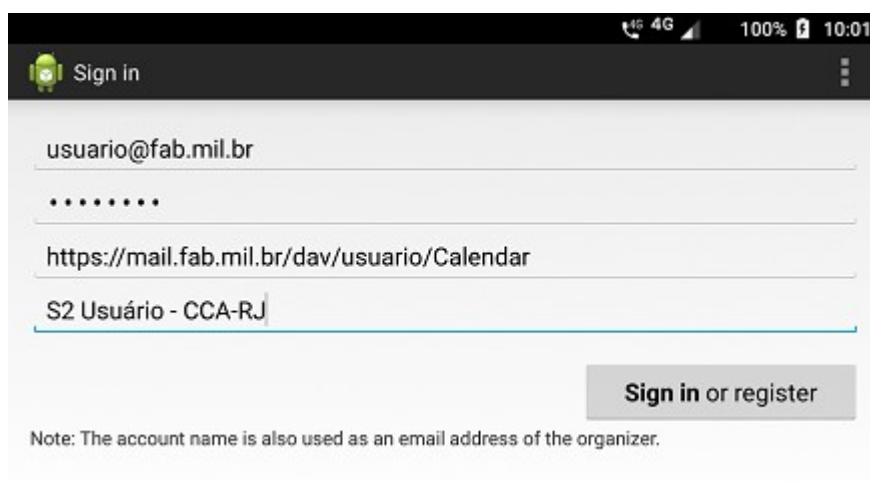 4G 4G 100% 10:01
Sign in
usuario@fab.mil.br
••••••••
https://mail.fab.mil.br/dav/usuario/Calendar
S2 Usuário - CCA-RJ
Sign in or register
Note: The account name is also used as an email address of the organizer.